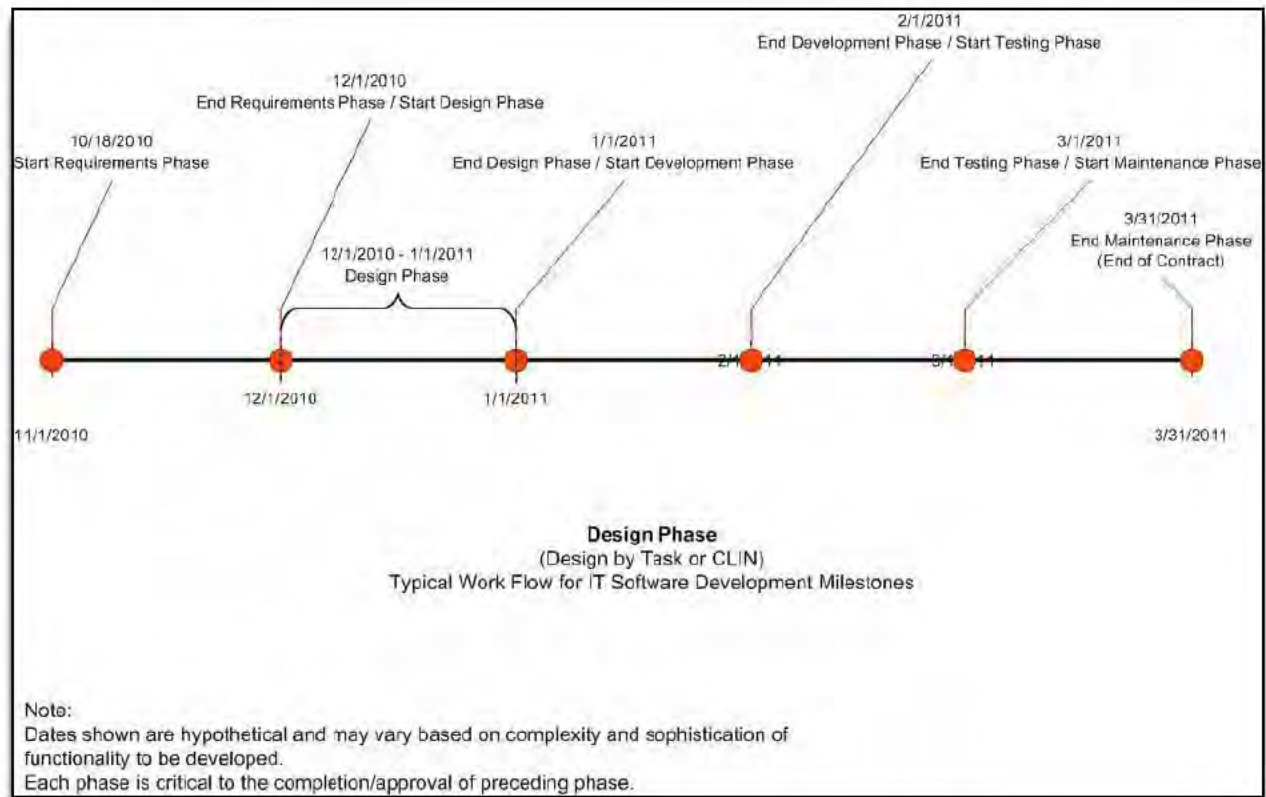 2/1/2011
End Development Phase / Start Testing Phase
12/1/2010
End Requirements Phase / Start Design Phase
10/18/2010
Start Requirements Phase
1/1/2011
End Design Phase / Start Development Phase
3/1/2011
End Testing Phase / Start Maintenance Phase
3/31/2011
End Maintenance Phase
(End of Contract)
12/1/2010 - 1/1/2011
Design Phase
12/1/2010
1/1/2011
11/1/2010
3/31/2011
Design Phase
(Design by Task or CLIN)
Typical Work Flow for IT Software Development Milestones
Note:
Dates shown are hypothetical and may vary based on complexity and sophistication of
functionality to be developed.
Each phase is critical to the completion/approval of preceding phase.